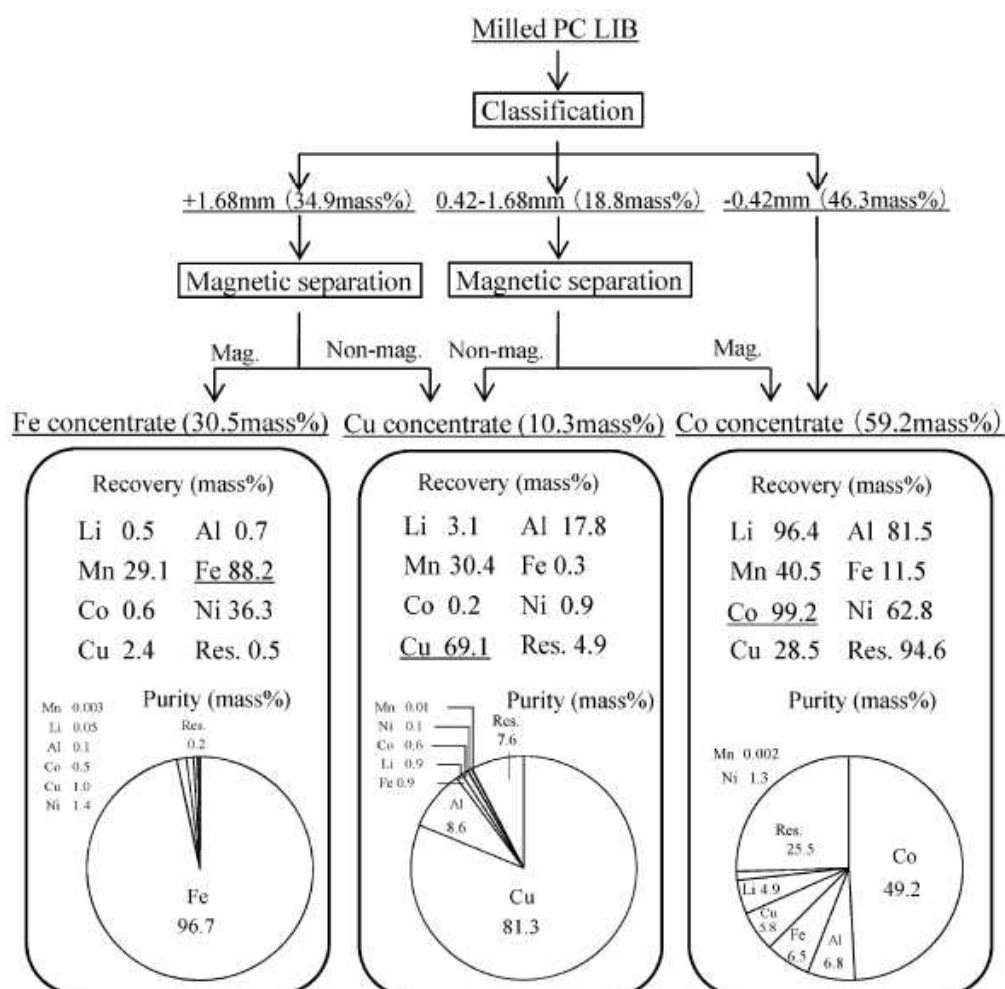 Milled PC LIB
Classification
+1.68mm (34.9mass%) 0.42-1.68mm (18.8mass%) -0.42mm (46.3mass%)
Magnetic separation Magnetic separation
Mag. Non-mag. Non-mag. Mag.
Fe concentrate (30.5mass%) Cu concentrate (10.3mass%) Co concentrate (59.2mass%)
Recovery (mass%)
Li 0.5 Al 0.7
Mn 29.1 Fe 88.2
Co 0.6 Ni 36.3
Cu 2.4 Res. 0.5
Purity (mass%)
Mn 0.003
Li 0.05
Al 0.1
Co 0.5
Cu 1.0
Ni 1.4
Res.
0.2
Fe
96.7
Recovery (mass%)
Li 3.1 Al 17.8
Mn 30.4 Fe 0.3
Co 0.2 Ni 0.9
Cu 69.1 Res. 4.9
Purity (mass%)
Mn 0.01
Ni 0.1
Co 0.6
Li 0.9
Fe 0.9
Res.
7.6
Al
8.6
Cu
81.3
Recovery (mass%)
Li 96.4 Al 81.5
Mn 40.5 Fe 11.5
Co 99.2 Ni 62.8
Cu 28.5 Res. 94.6
Purity (mass%)
Mn 0.002
Ni 1.3
Res.
25.5
Co
49.2
Li 4.9
Cu
5.8
Fe
6.5
Al
6.8